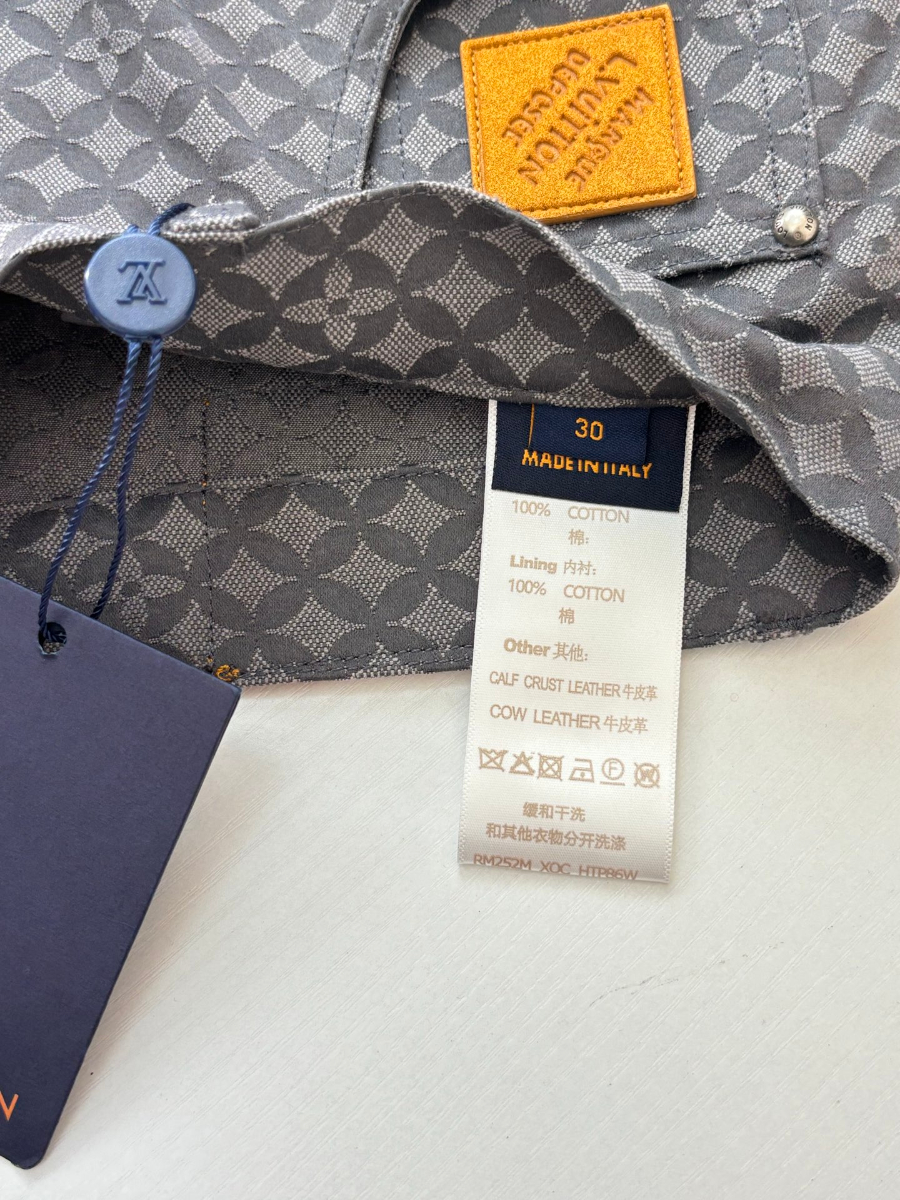 L.VUITTON
DEPOSEE
MARQUE
LV
30
MADE IN ITALY
100% COTTON
棉:
Lining 内衬:
100% COTTON
棉
Other 其他:
CALF CRUST LEATHER 牛皮革
COW LEATHER 牛皮革
F W
缓和干洗
和其他衣物分开洗涤
RM252M XOC HTP86W
N